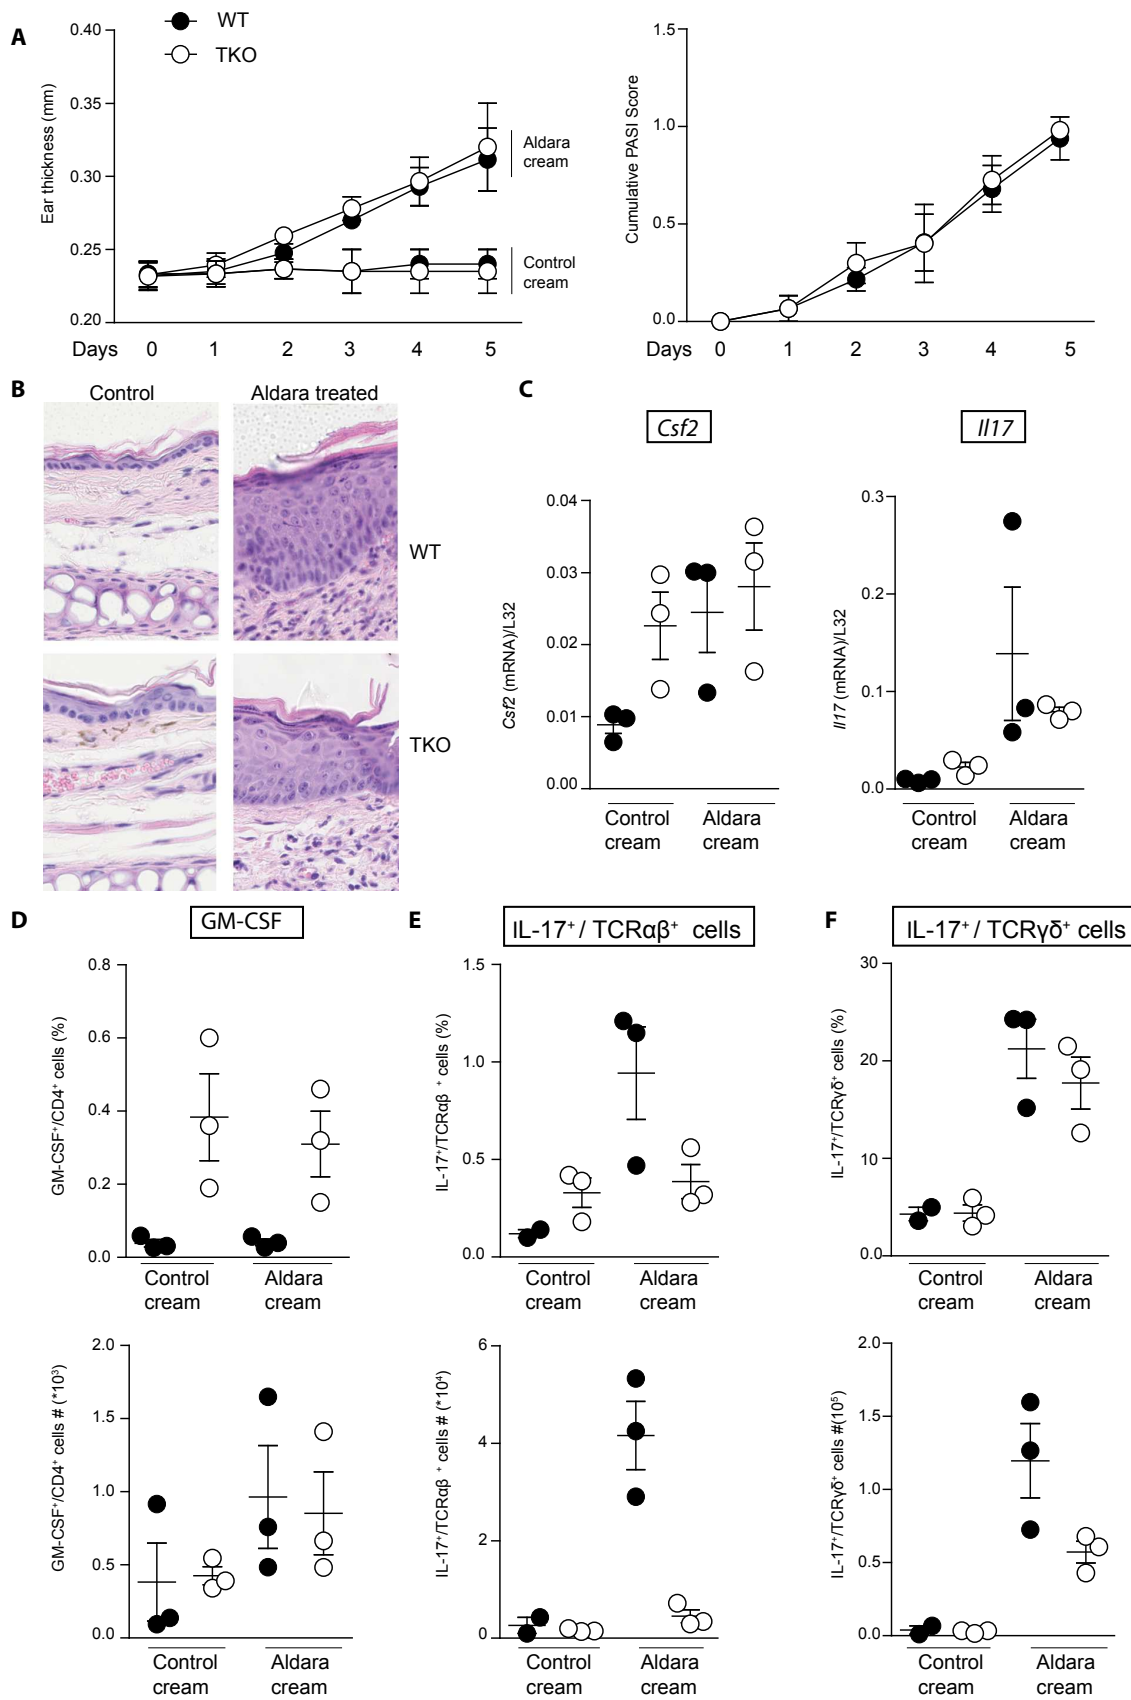 A
WT
TKO
Ear thickness (mm)
0.40
0.35
0.30
0.25
0.20
Aldara
cream
Control
cream
Days 0 1 2 3 4 5
Cumulative PASI Score
1.5
1.0
0.5
0.0
Days 0 1 2 3 4 5
B
Control Aldara treated
WT
TKO
C
Csf2
Csf2 (mRNA)/L32
0.04
0.03
0.02
0.01
0.00
Control
cream
Aldara
cream
Il17
Il17 (mRNA)/L32
0.3
0.2
0.1
0.0
Control
cream
Aldara
cream
D
GM-CSF
GM-CSF⁺/CD4⁺ cells (%)
0.8
0.6
0.4
0.2
0.0
Control
cream
Aldara
cream
GM-CSF⁺/CD4⁺ cells # (*10³)
2.0
1.5
1.0
0.5
0.0
Control
cream
Aldara
cream
E
IL-17⁺ / TCRαβ⁺ cells
IL-17⁺/TCRαβ ⁺ cells (%)
1.5
1.0
0.5
0.0
Control
cream
Aldara
cream
IL-17⁺/TCRαβ ⁺ cells # (*10⁴)
6
4
2
0
Control
cream
Aldara
cream
F
IL-17⁺ / TCRγδ⁺ cells
IL-17⁺/TCRγδ⁺ cells (%)
30
20
10
0.0
Control
cream
Aldara
cream
IL-17⁺/TCRγδ⁺ cells #(10⁵)
2.0
1.5
1.0
0.5
0.0
Control
cream
Aldara
cream